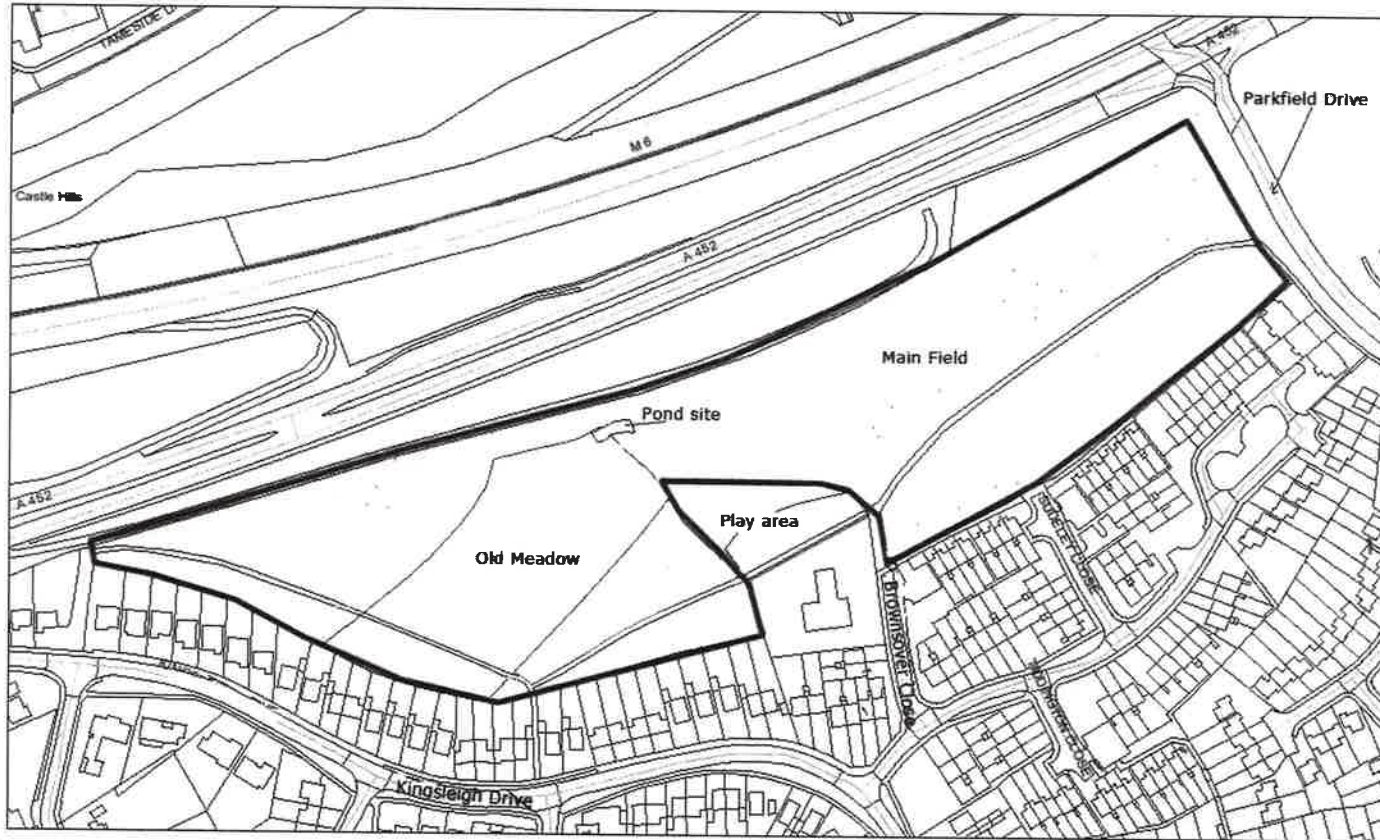 A 452
Parkfield Drive
M 6
Castle Hills
A 452
Main Field
Pond site
A 452
Play area
Old Meadow
Brownsover Close
Kingsleigh Drive